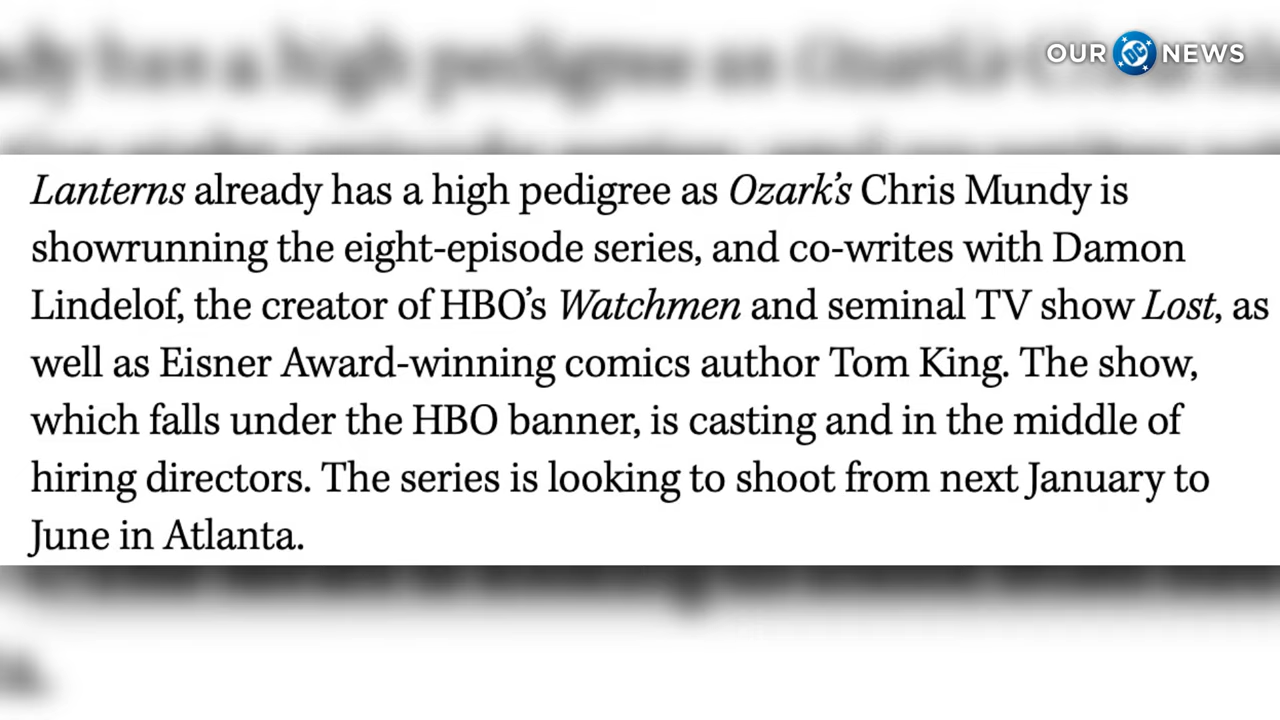 OUR DC NEWS
Lanterns already has a high pedigree as Ozark’s Chris Mundy is
showrunning the eight-episode series, and co-writes with Damon
Lindelof, the creator of HBO’s Watchmen and seminal TV show Lost, as
well as Eisner Award-winning comics author Tom King. The show,
which falls under the HBO banner, is casting and in the middle of
hiring directors. The series is looking to shoot from next January to
June in Atlanta.